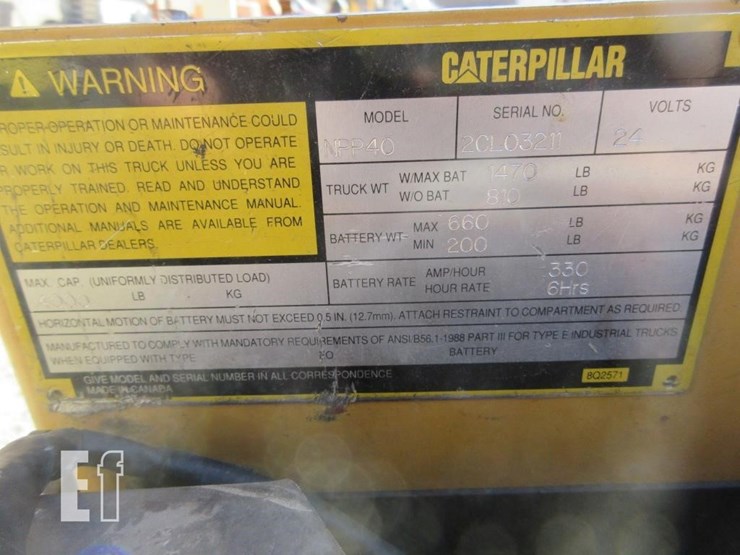 WARNING
CATERPILLAR
ROPER OPERATION OR MAINTENANCE COULD
SULT IN INJURY OR DEATH. DO NOT OPERATE
R WORK ON THIS TRUCK UNLESS YOU ARE
ROPERLY TRAINED. READ AND UNDERSTAND
THE OPERATION AND MAINTENANCE MANUAL.
ADDITIONAL MANUALS ARE AVAILABLE FROM
CATERPILLAR DEALERS.
MODEL SERIAL NO. VOLTS
NPP40 2CL03211 24
TRUCK WT W/MAX BAT 1470 LB KG
W/O BAT 810 LB KG
BATTERY WT- MAX 660 LB KG
MIN 200 LB KG
MAX. CAP. (UNIFORMLY DISTRIBUTED LOAD)
LB KG
BATTERY RATE AMP/HOUR 330
HOUR RATE 6Hrs
HORIZONTAL MOTION OF BATTERY MUST NOT EXCEED 0.5 IN. (12.7mm). ATTACH RESTRAINT TO COMPARTMENT AS REQUIRED.
MANUFACTURED TO COMPLY WITH MANDATORY REQUIREMENTS OF ANSI B56.1-1988 PART III FOR TYPE E INDUSTRIAL TRUCKS
WHEN EQUIPPED WITH TYPE EO BATTERY
GIVE MODEL AND SERIAL NUMBER IN ALL CORRESPONDENCE
MADE IN CANADA
8Q2571
Ef